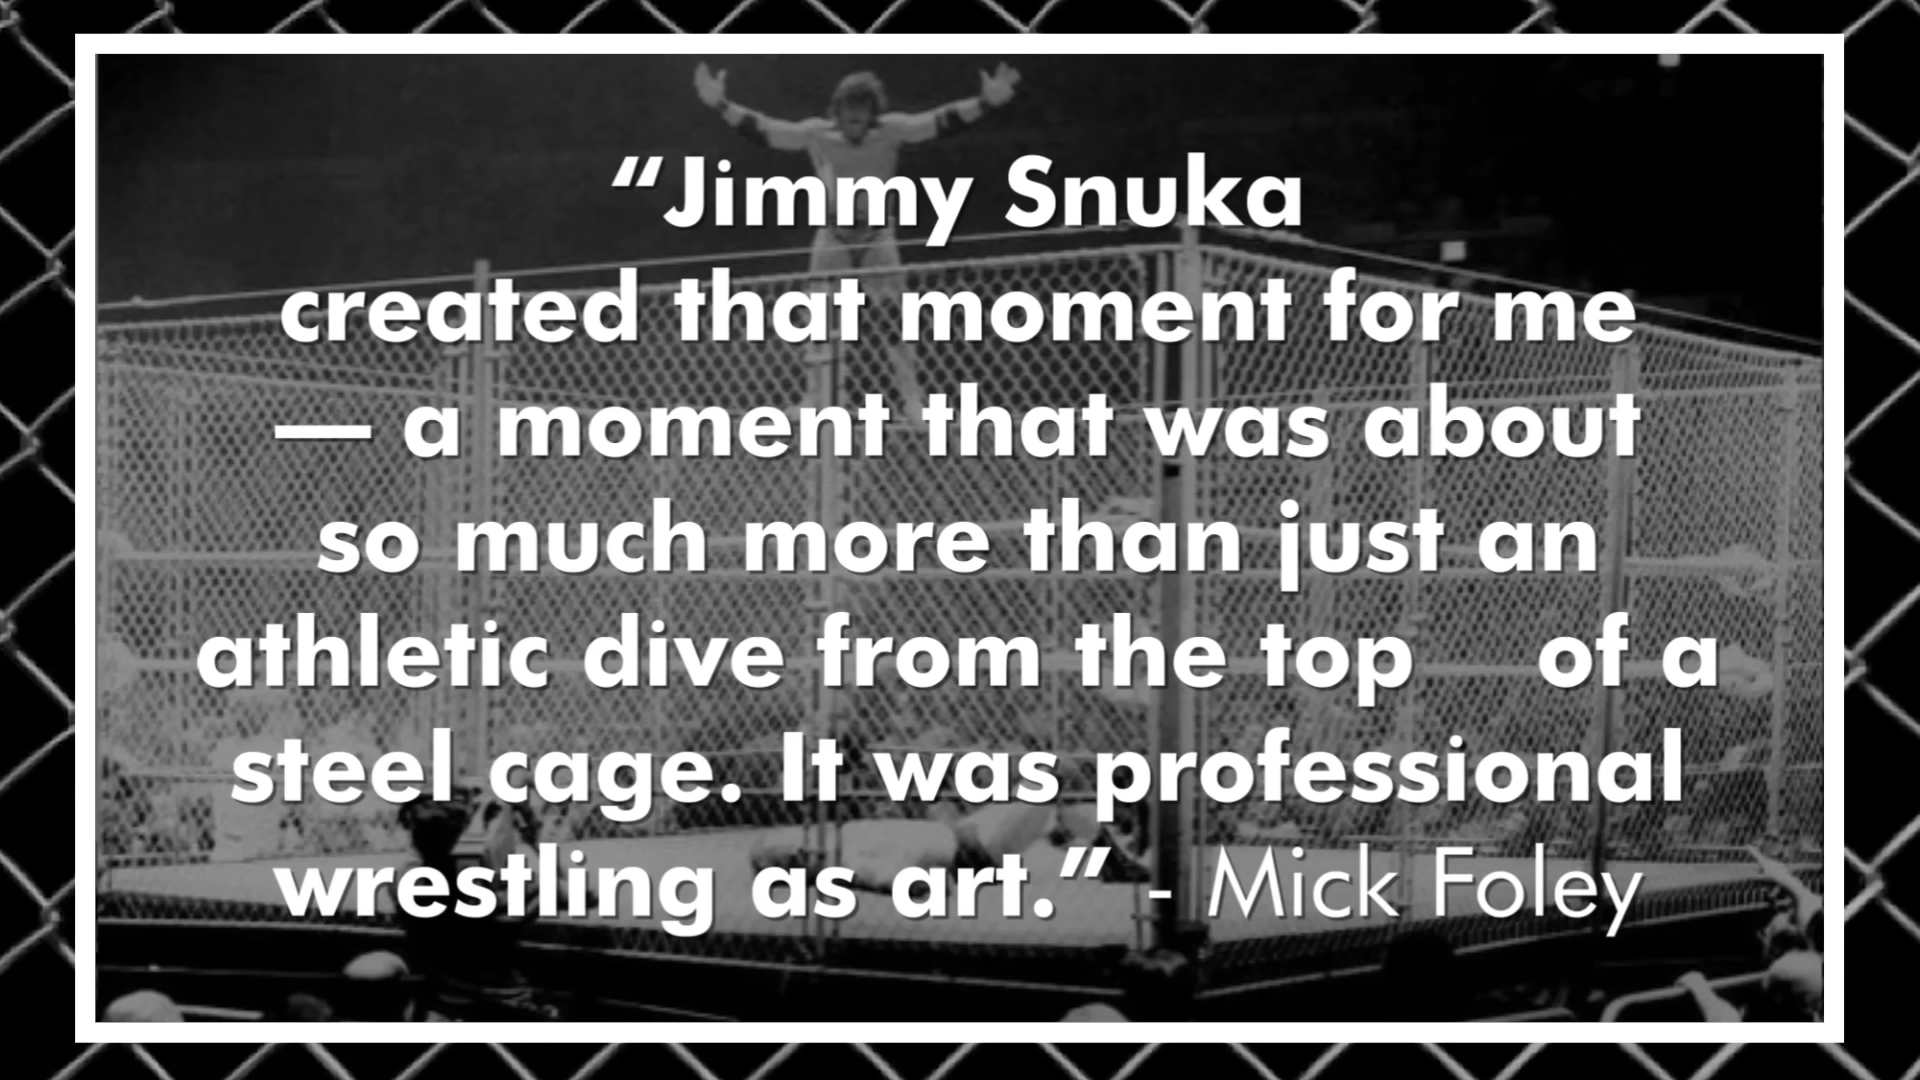 “Jimmy Snuka
created that moment for me
— a moment that was about
so much more than just an
athletic dive from the top of a
steel cage. It was professional
wrestling as art.” - Mick Foley